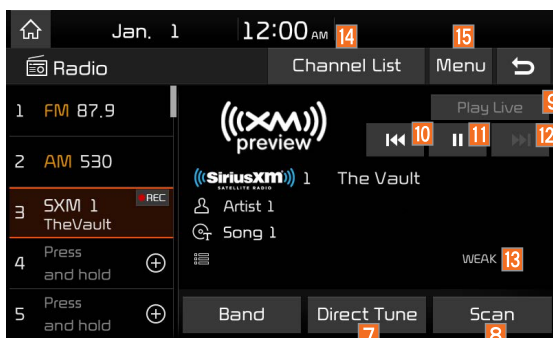 Jan. 1 12:00 AM 14 15
Radio Channel List Menu
1 FM 87.9
2 AM 530
3 SXM 1 REC
TheVault
4 Press and hold
5 Press and hold
Play Live 9
10 11 12
((XM))
preview
((SiriusXM)) 1 The Vault
SATELLITE RADIO
Artist 1
Song 1
WEAK 13
Band Direct Tune Scan
7 8